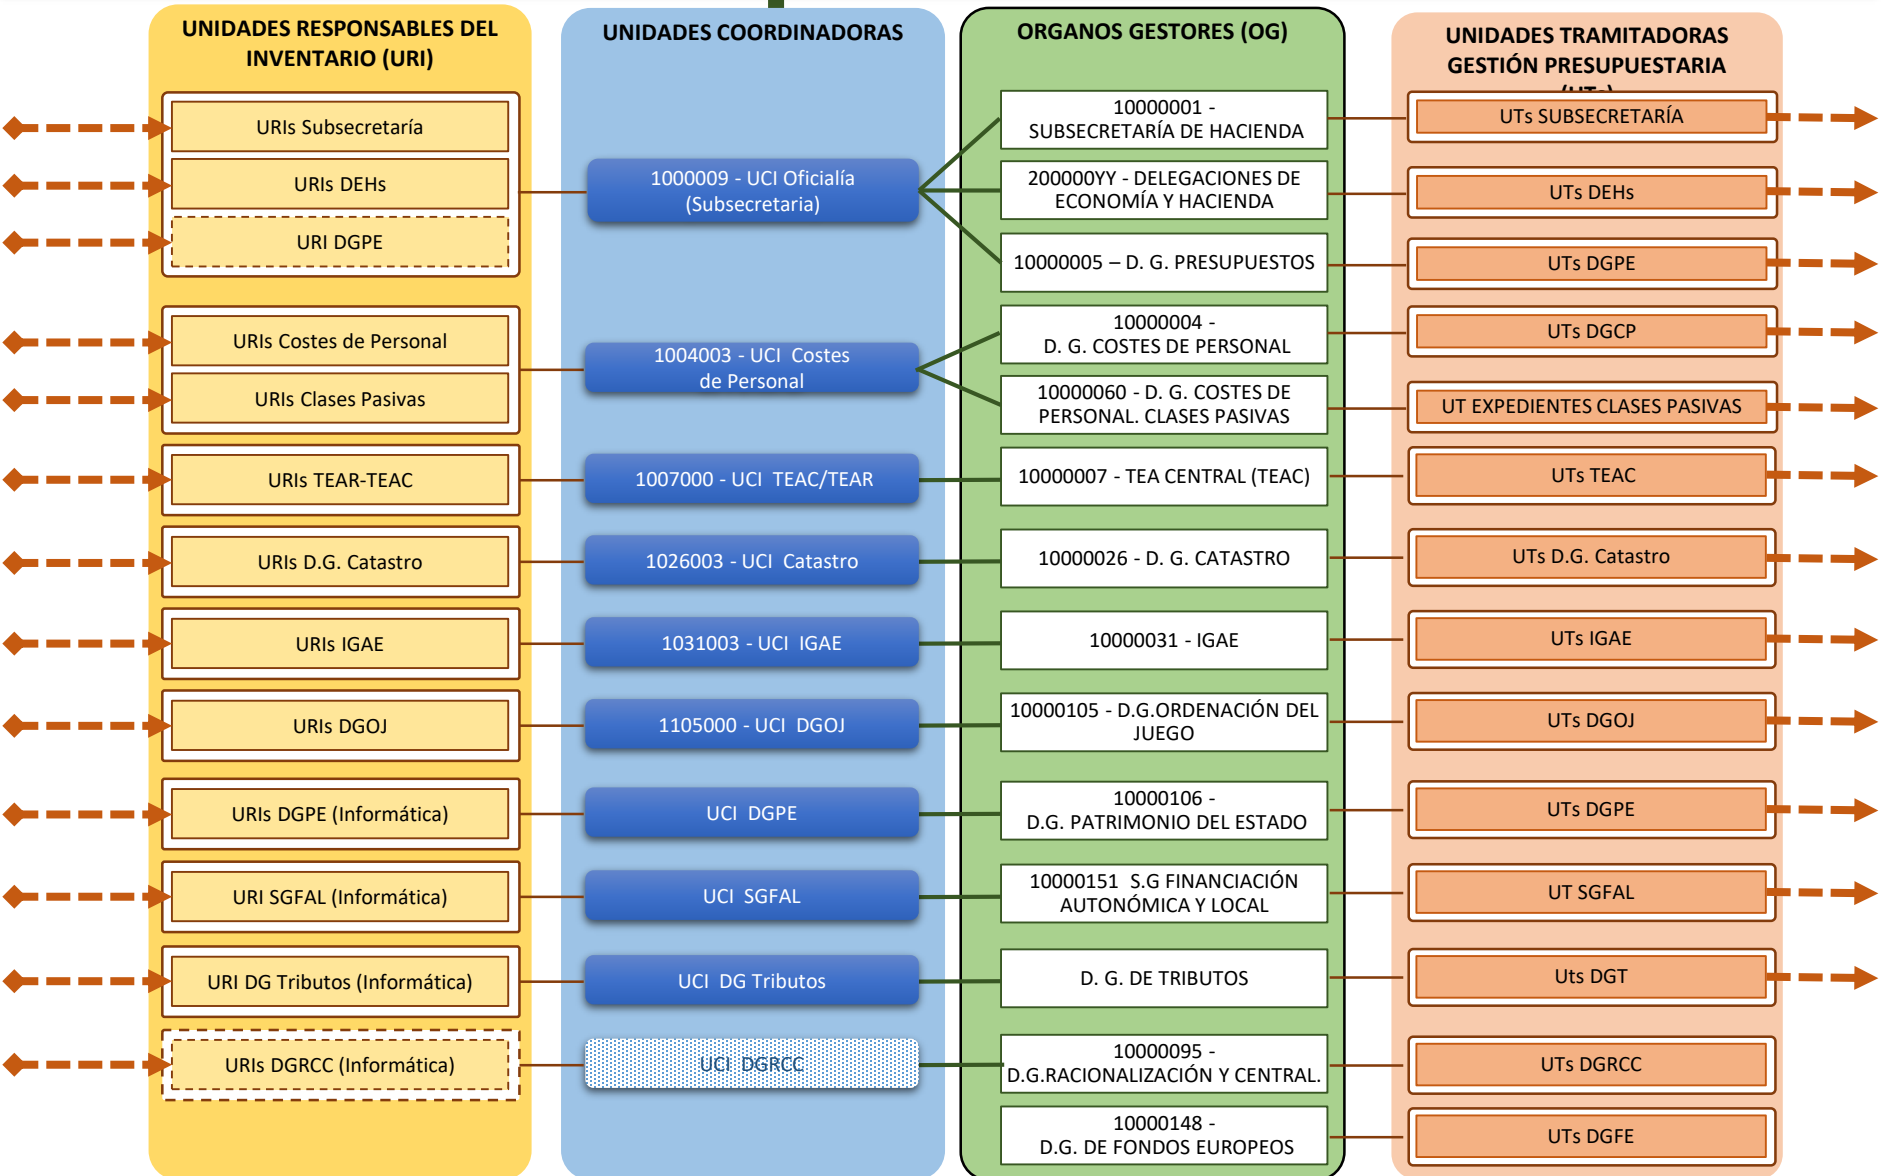 UNIDADES RESPONSABLES DEL
INVENTARIO (URI)
URIs Subsecretaría
URIs DEHs
URI DGPE
URIs Costes de Personal
URIs Clases Pasivas
URIs TEAR-TEAC
URIs D.G. Catastro
URIs IGAE
URIs DGOJ
URIs DGPE (Informática)
URI SGFAL (Informática)
URI DG Tributos (Informática)
URIs DGRCC (Informática)
UNIDADES COORDINADORAS
1000009 - UCI Oficialía
(Subsecretaria)
1004003 - UCI Costes
de Personal
1007000 - UCI TEAC/TEAR
1026003 - UCI Catastro
1031003 - UCI IGAE
1105000 - UCI DGOJ
UCI DGPE
UCI SGFAL
UCI DG Tributos
UCI DGRCC
ORGANOS GESTORES (OG)
10000001 -
SUBSECRETARÍA DE HACIENDA
200000YY - DELEGACIONES DE
ECONOMÍA Y HACIENDA
10000005 – D. G. PRESUPUESTOS
10000004 -
D. G. COSTES DE PERSONAL
10000060 - D. G. COSTES DE
PERSONAL. CLASES PASIVAS
10000007 - TEA CENTRAL (TEAC)
10000026 - D. G. CATASTRO
10000031 - IGAE
10000105 - D.G.ORDENACIÓN DEL
JUEGO
10000106 -
D.G. PATRIMONIO DEL ESTADO
10000151 S.G FINANCIACIÓN
AUTONÓMICA Y LOCAL
D. G. DE TRIBUTOS
10000095 -
D.G.RACIONALIZACIÓN Y CENTRAL.
10000148 -
D.G. DE FONDOS EUROPEOS
UNIDADES TRAMITADORAS
GESTIÓN PRESUPUESTARIA
(UTs)
UTs SUBSECRETARÍA
UTs DEHs
UTs DGPE
UTs DGCP
UT EXPEDIENTES CLASES PASIVAS
UTs TEAC
UTs D.G. Catastro
UTs IGAE
UTs DGOJ
UTs DGPE
UT SGFAL
Uts DGT
UTs DGRCC
UTs DGFE